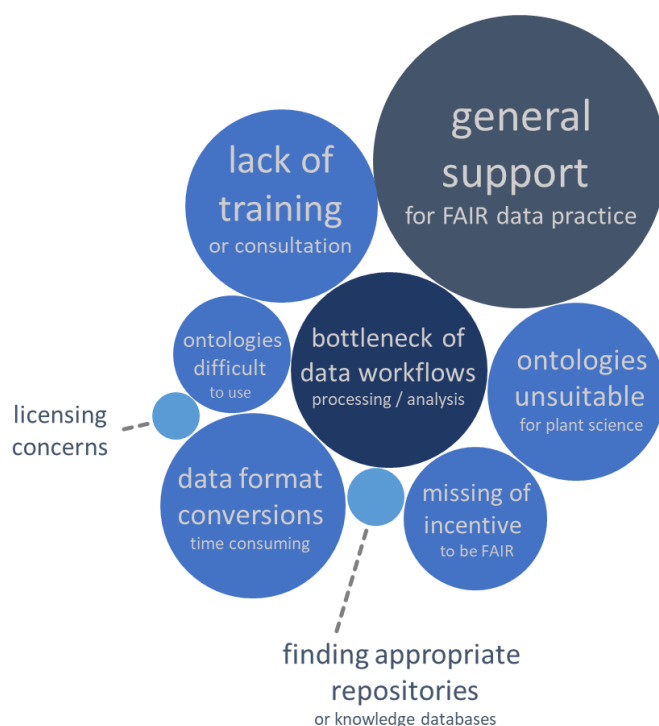 general
support
for FAIR data practice
lack of
training
or consultation
ontologies
difficult
to use
bottleneck of
data workflows
processing / analysis
ontologies
unsuitable
for plant science
licensing
concerns
data format
conversions
time consuming
missing of
incentive
to be FAIR
finding appropriate
repositories
or knowledge databases